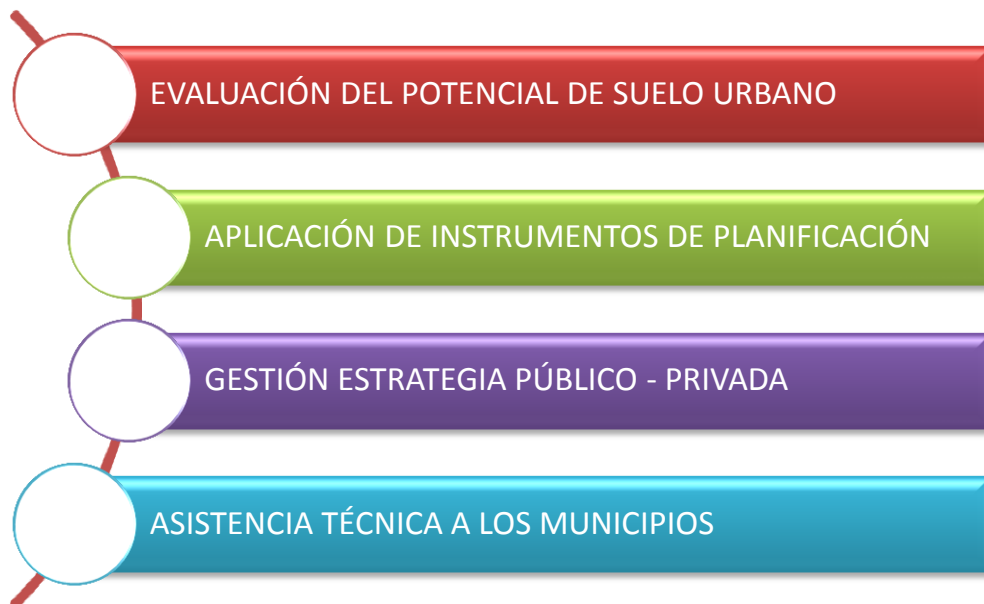 EVALUACIÓN DEL POTENCIAL DE SUELO URBANO
APLICACIÓN DE INSTRUMENTOS DE PLANIFICACIÓN
GESTIÓN ESTRATEGIA PÚBLICO - PRIVADA
ASISTENCIA TÉCNICA A LOS MUNICIPIOS